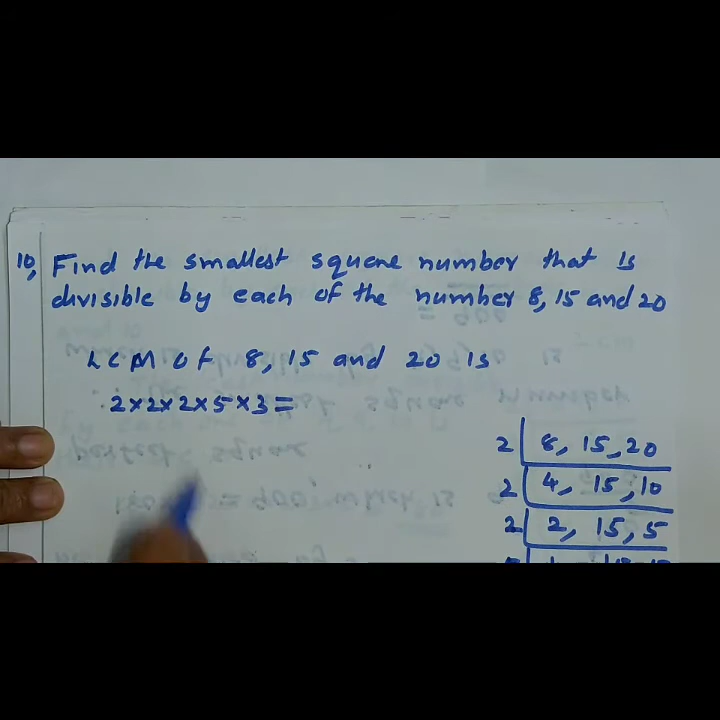 10, Find the smallest square number that is
divisible by each of the number 8, 15 and 20
LCM of 8, 15 and 20 is
2×2×2×5×3=
2 | 8, 15, 20
2 | 4, 15, 10
2 | 2, 15, 5